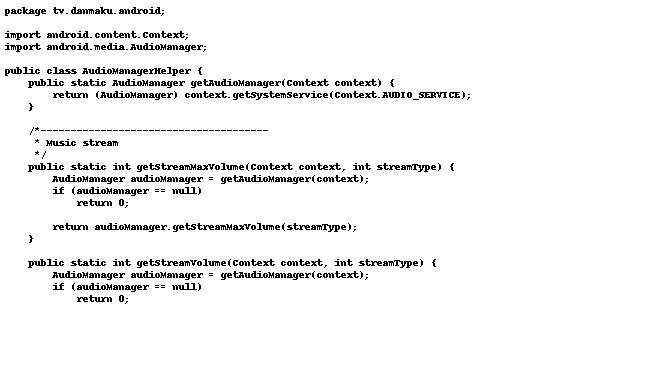 package tv.danmaku.android;

import android.content.Context;
import android.media.AudioManager;

public class AudioManagerHelper {
    public static AudioManager getAudioManager(Context context) {
        return (AudioManager) context.getSystemService(Context.AUDIO_SERVICE);
    }

    /*--------------------------------------
     * Music stream
     */
    public static int getStreamMaxVolume(Context context, int streamType) {
        AudioManager audioManager = getAudioManager(context);
        if (audioManager == null)
            return 0;

        return audioManager.getStreamMaxVolume(streamType);
    }

    public static int getStreamVolume(Context context, int streamType) {
        AudioManager audioManager = getAudioManager(context);
        if (audioManager == null)
            return 0;